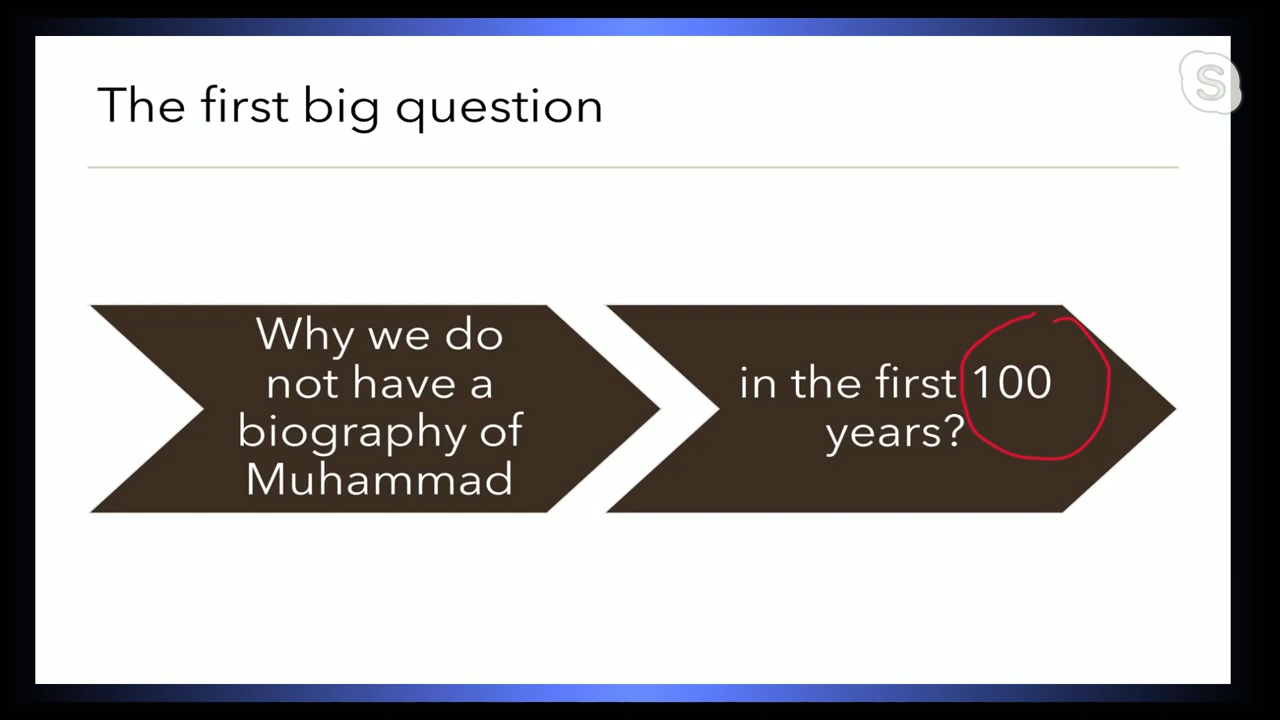 The first big question
Why we do
not have a
biography of
Muhammad
in the first 100
years?
S